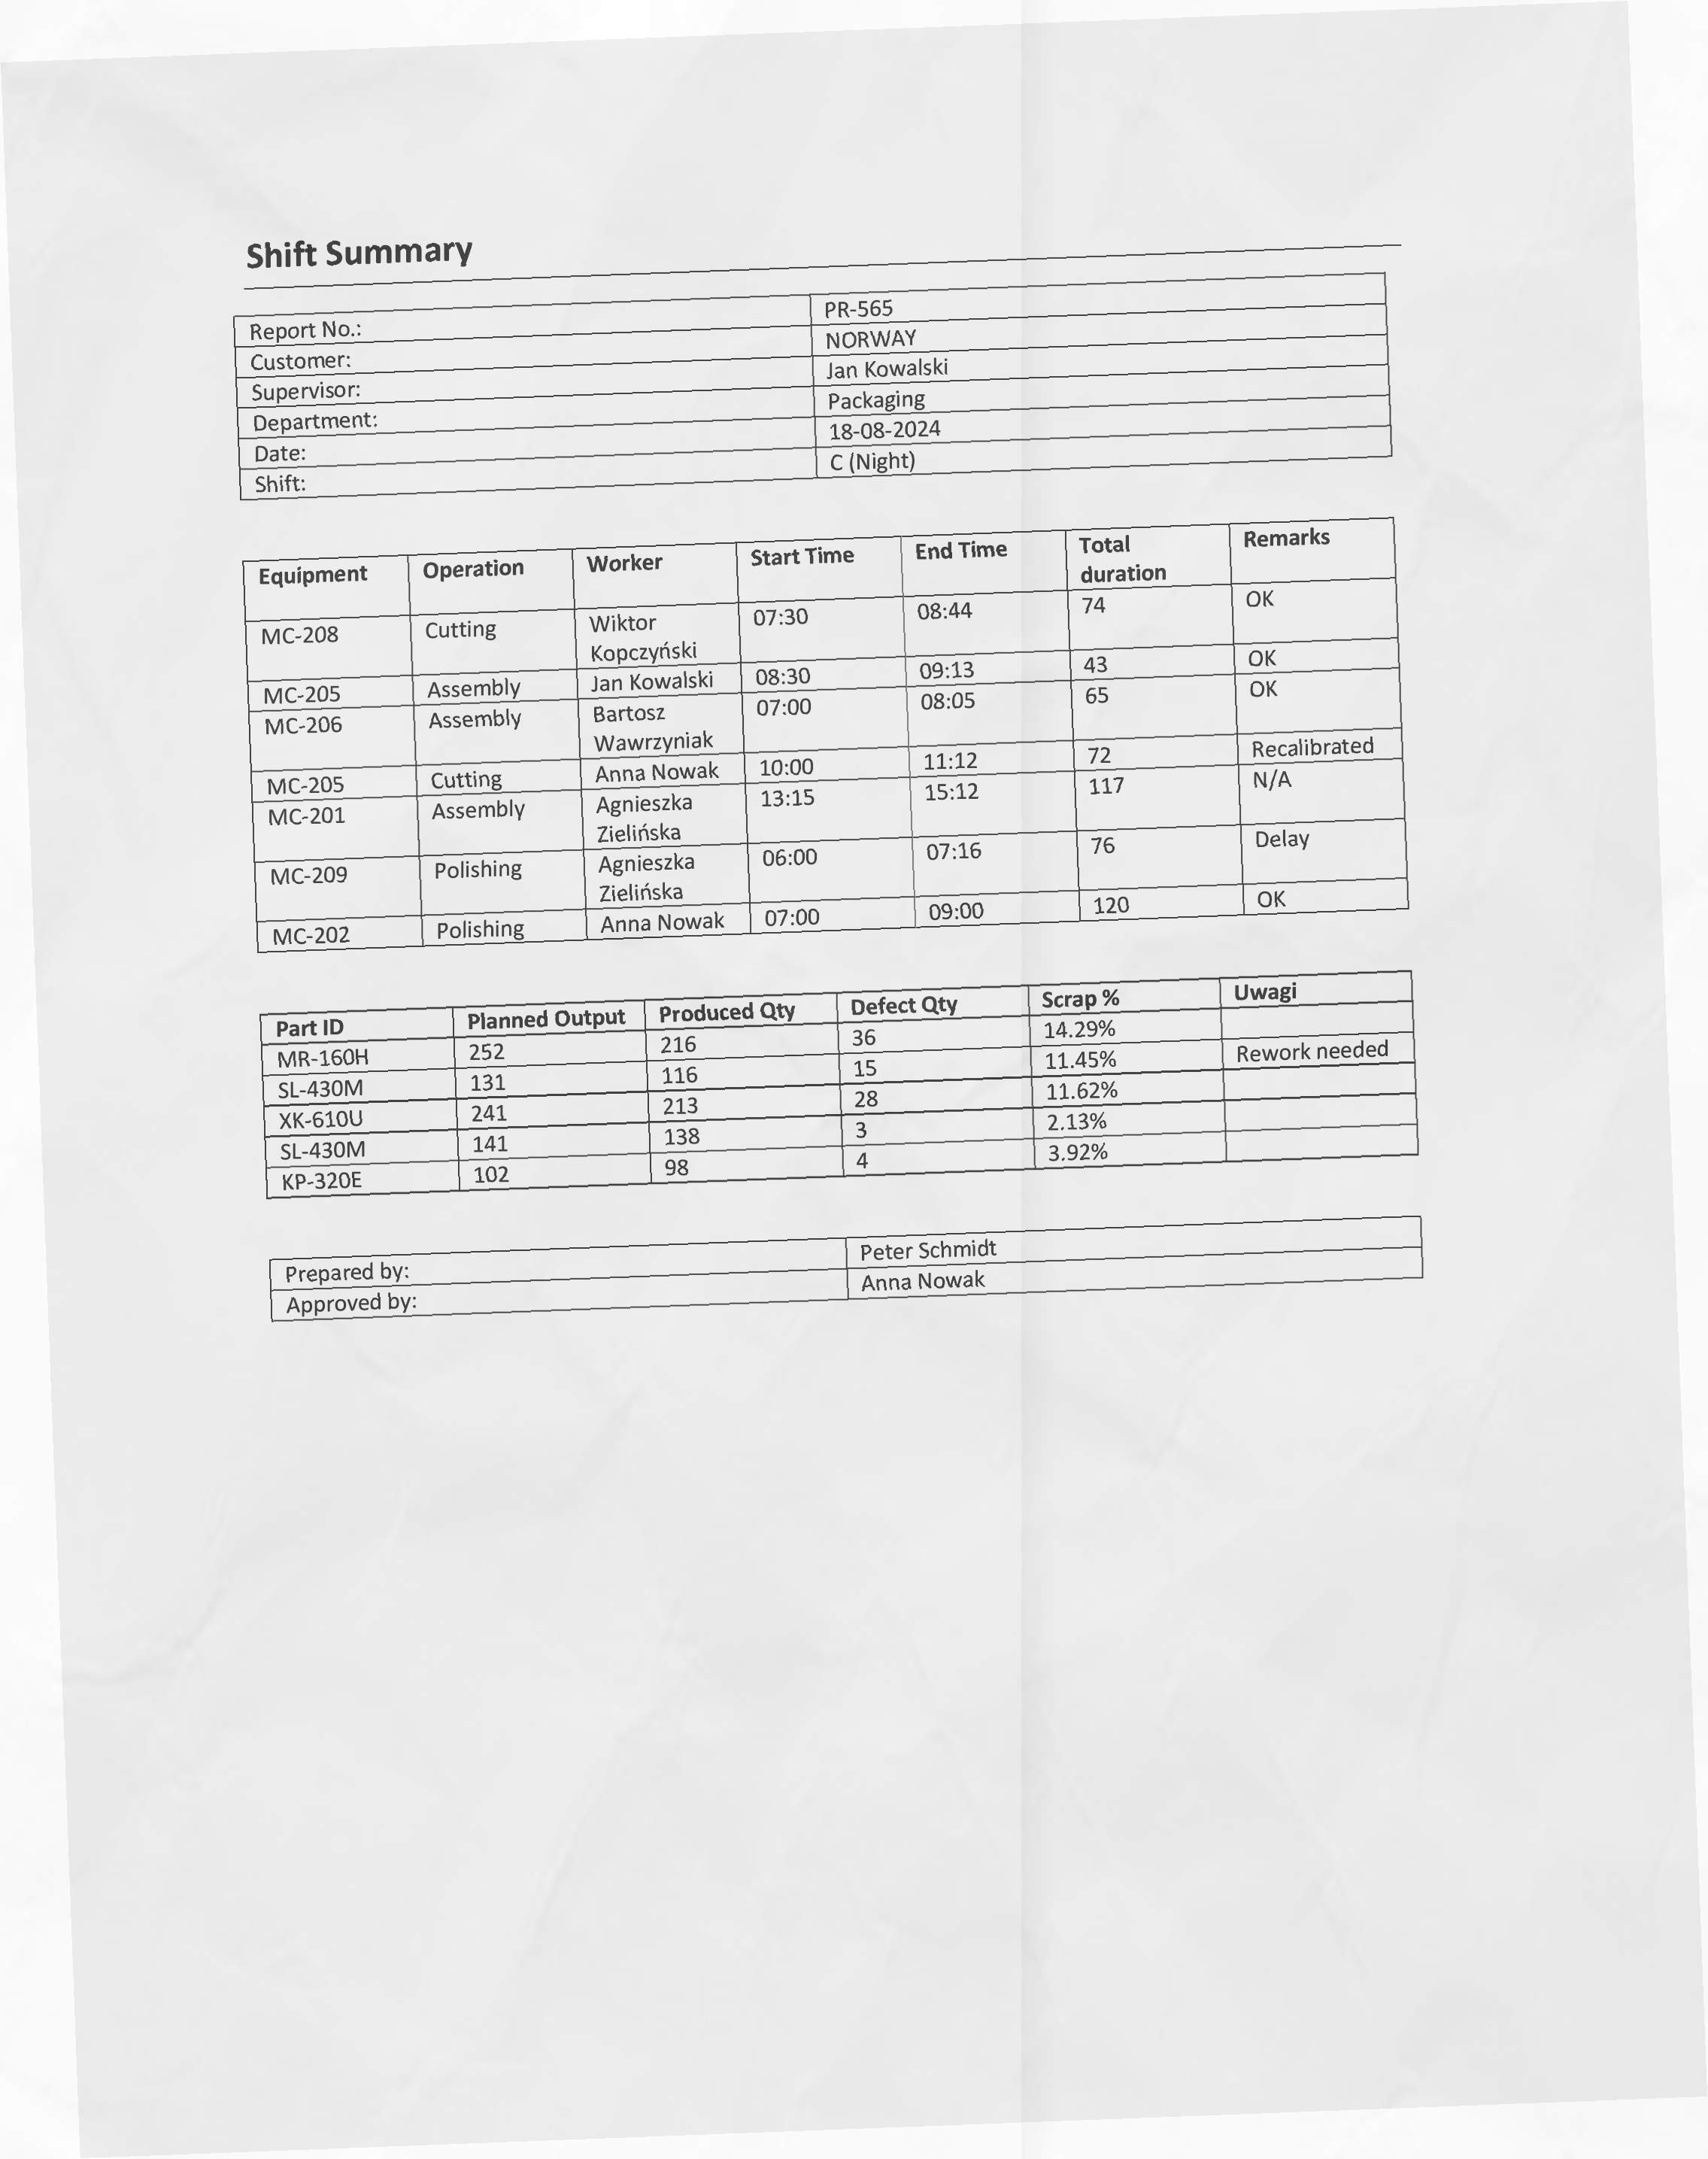 Shift Summary
Report No.: PR-565
Customer: NORWAY
Supervisor: Jan Kowalski
Department: Packaging
Date: 18-08-2024
Shift: C (Night)
Equipment Operation Worker Start Time End Time Total duration Remarks
MC-208 Cutting Wiktor Kopczyński 07:30 08:44 74 OK
MC-205 Assembly Jan Kowalski 08:30 09:13 43 OK
MC-206 Assembly Bartosz Wawrzyniak 07:00 08:05 65 OK
MC-205 Cutting Anna Nowak 10:00 11:12 72 Recalibrated
MC-201 Assembly Agnieszka Zielińska 13:15 15:12 117 N/A
MC-209 Polishing Agnieszka Zielińska 06:00 07:16 76 Delay
MC-202 Polishing Anna Nowak 07:00 09:00 120 OK
Part ID Planned Output Produced Qty Defect Qty Scrap % Uwagi
MR-160H 252 216 36 14.29%
SL-430M 131 116 15 11.45% Rework needed
XK-610U 241 213 28 11.62%
SL-430M 141 138 3 2.13%
KP-320E 102 98 4 3.92%
Prepared by: Peter Schmidt
Approved by: Anna Nowak